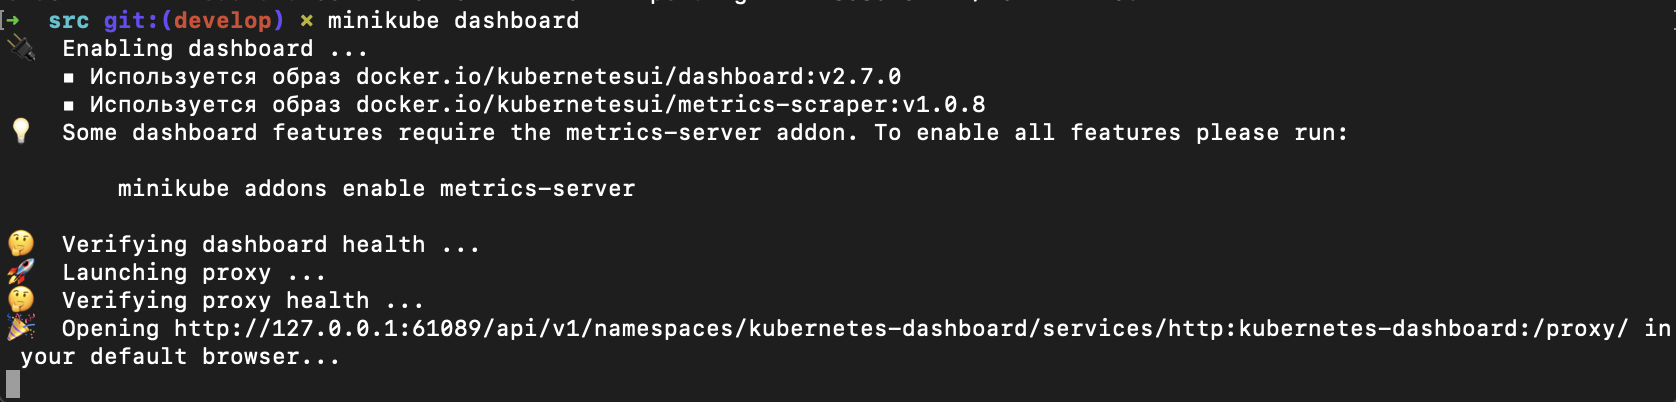 ➜ src git:(develop) ✗ minikube dashboard
🔌 Enabling dashboard ...
▪ Используется образ docker.io/kubernetesui/dashboard:v2.7.0
▪ Используется образ docker.io/kubernetesui/metrics-scraper:v1.0.8
💡 Some dashboard features require the metrics-server addon. To enable all features please run:
minikube addons enable metrics-server
🤔 Verifying dashboard health ...
🚀 Launching proxy ...
🤔 Verifying proxy health ...
🎉 Opening http://127.0.0.1:61089/api/v1/namespaces/kubernetes-dashboard/services/http:kubernetes-dashboard:/proxy/ in
your default browser...